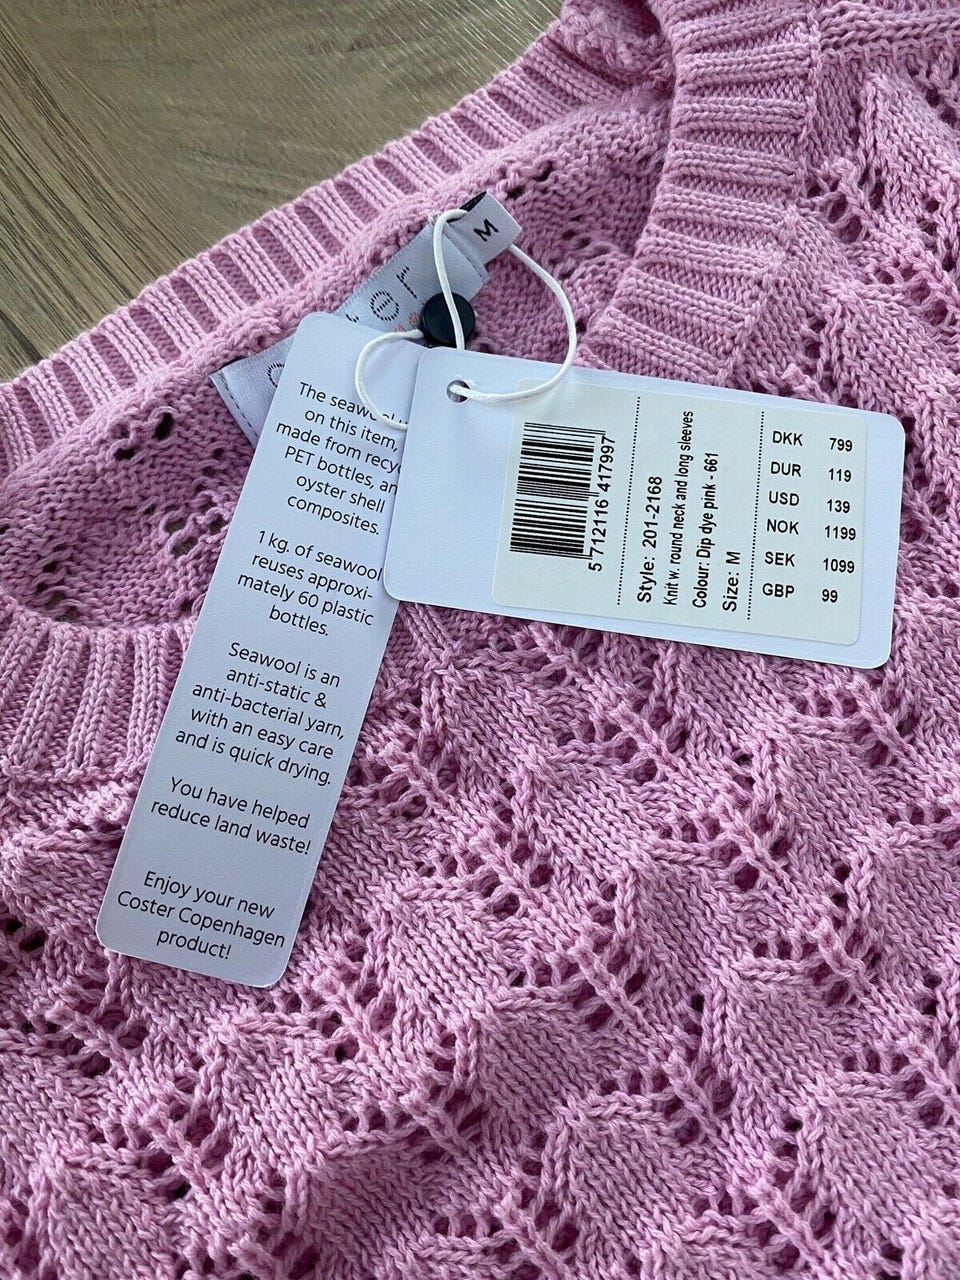 M
er
The seawool
on this item,
made from
PET bottles,
oyster shell
composites.
1 kg. of seawool
reuses approxi-
mately 60 plastic
bottles.
Seawool is an
anti-static &
anti-bacterial yarn,
with an easy care
and is quick drying.
You have helped
reduce land waste!
Enjoy your new
Coster Copenhagen
product!
5 712116 417997
Style: 201-2168
Knit w. round neck and long sleeves
Colour: Dip dye pink - 661
Size: M
DKK 799
DUR 119
USD 139
NOK 1199
SEK 1099
GBP 99